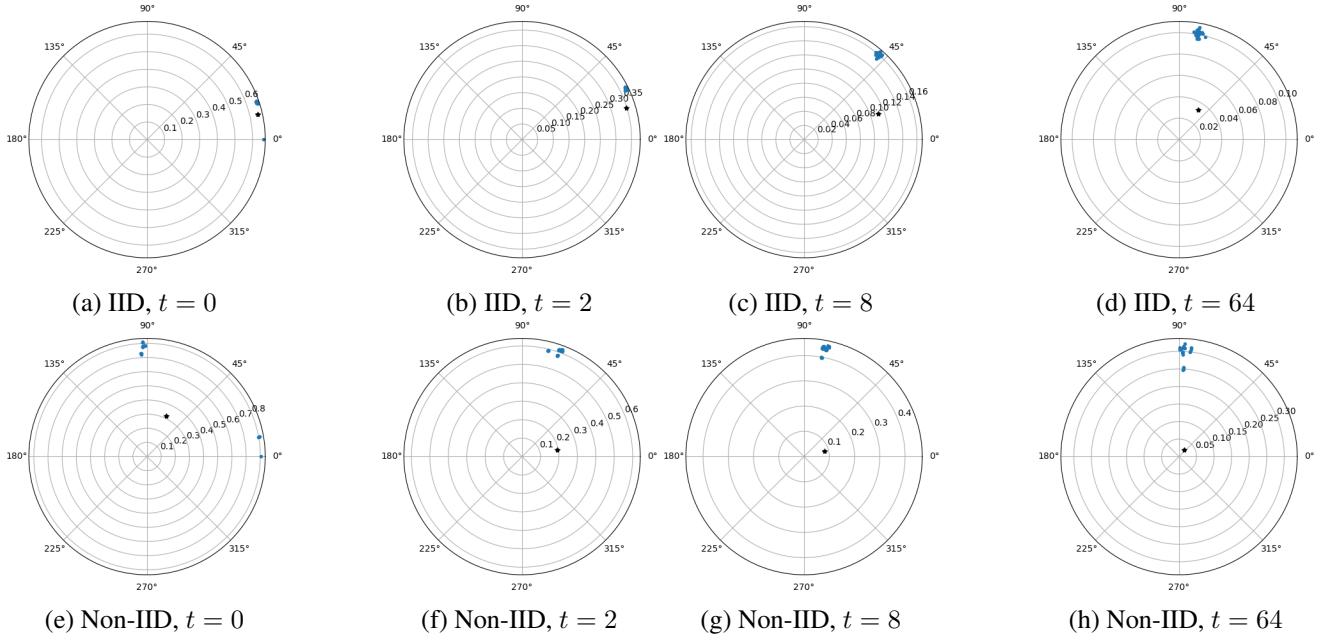 90° 90° 90° 90°
135° 45° 135° 45° 135° 45° 135° 45°
0.1 0.2 0.3 0.4 0.5 0.6
0.05 0.10 0.15 0.20 0.25 0.30 0.35
0.02 0.04 0.06 0.08 0.10 0.12 0.14 0.16
0.02 0.04 0.06 0.08 0.10
180° 0° 180° 0° 180° 0° 180° 0°
225° 315° 225° 315° 225° 315° 225° 315°
270° 270° 270° 270°
(a) IID, t = 0 (b) IID, t = 2 (c) IID, t = 8 (d) IID, t = 64
90° 90° 90° 90°
135° 45° 135° 45° 135° 45° 135° 45°
0.1 0.2 0.3 0.4 0.5 0.6 0.7 0.8
0.1 0.2 0.3 0.4 0.5 0.6
0.1 0.2 0.3 0.4
0.05 0.10 0.15 0.20 0.25 0.30
180° 0° 180° 0° 180° 0° 180° 0°
225° 315° 225° 315° 225° 315° 225° 315°
270° 270° 270° 270°
(e) Non-IID, t = 0 (f) Non-IID, t = 2 (g) Non-IID, t = 8 (h) Non-IID, t = 64